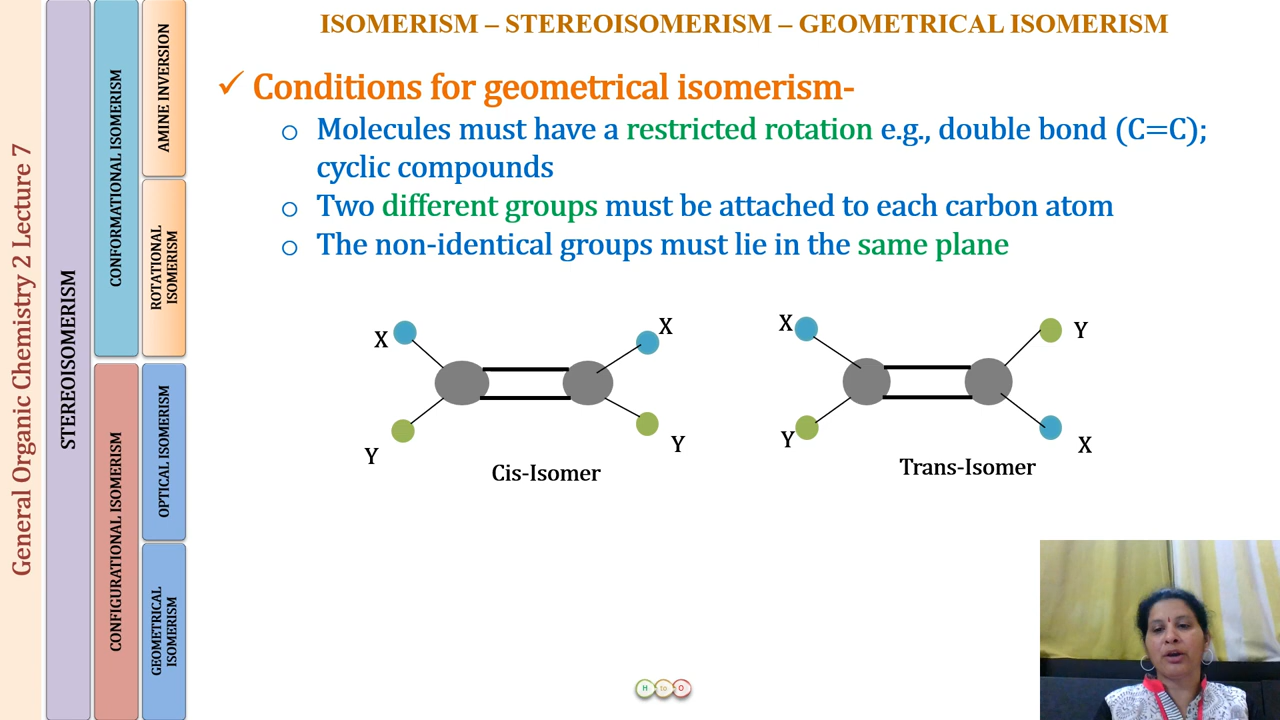 ISOMERISM – STEREOISOMERISM – GEOMETRICAL ISOMERISM
General Organic Chemistry 2 Lecture 7
STEREOISOMERISM
CONFORMATIONAL ISOMERISM
CONFIGURATIONAL ISOMERISM
AMINE INVERSION
ROTATIONAL
ISOMERISM
OPTICAL ISOMERISM
GEOMETRICAL
ISOMERISM
✓ Conditions for geometrical isomerism-
o Molecules must have a restricted rotation e.g., double bond (C=C);
cyclic compounds
o Two different groups must be attached to each carbon atom
o The non-identical groups must lie in the same plane
X
X
Y
Y
Cis-Isomer
X
Y
Y
X
Trans-Isomer
H to O